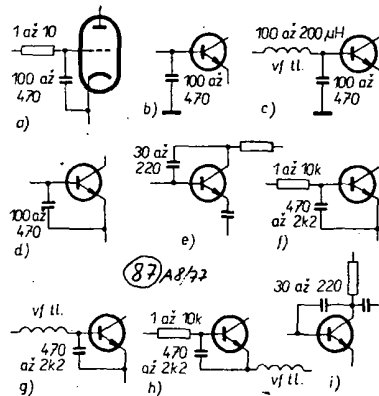 1 až 10
100 až
470
a)
100 až
470
b)
100 až 200 µH
vf tl.
100 až
470
c)
100 až
470
d)
30 až
220
e)
1 až 10k
470
až 2k2
f)
87 A8/77
vf tl.
470
až 2k2
g)
1 až 10k
470
až 2k2
vf tl.
h)
30 až 220
i)